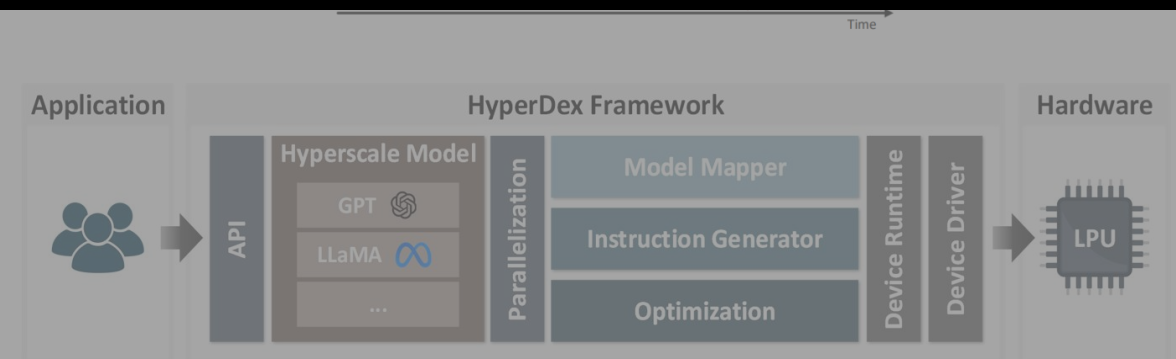 Time
Application
HyperDex Framework
Hardware
API
Hyperscale Model
GPT
LLaMA
...
Parallelization
Model Mapper
Instruction Generator
Optimization
Device Runtime
Device Driver
LPU